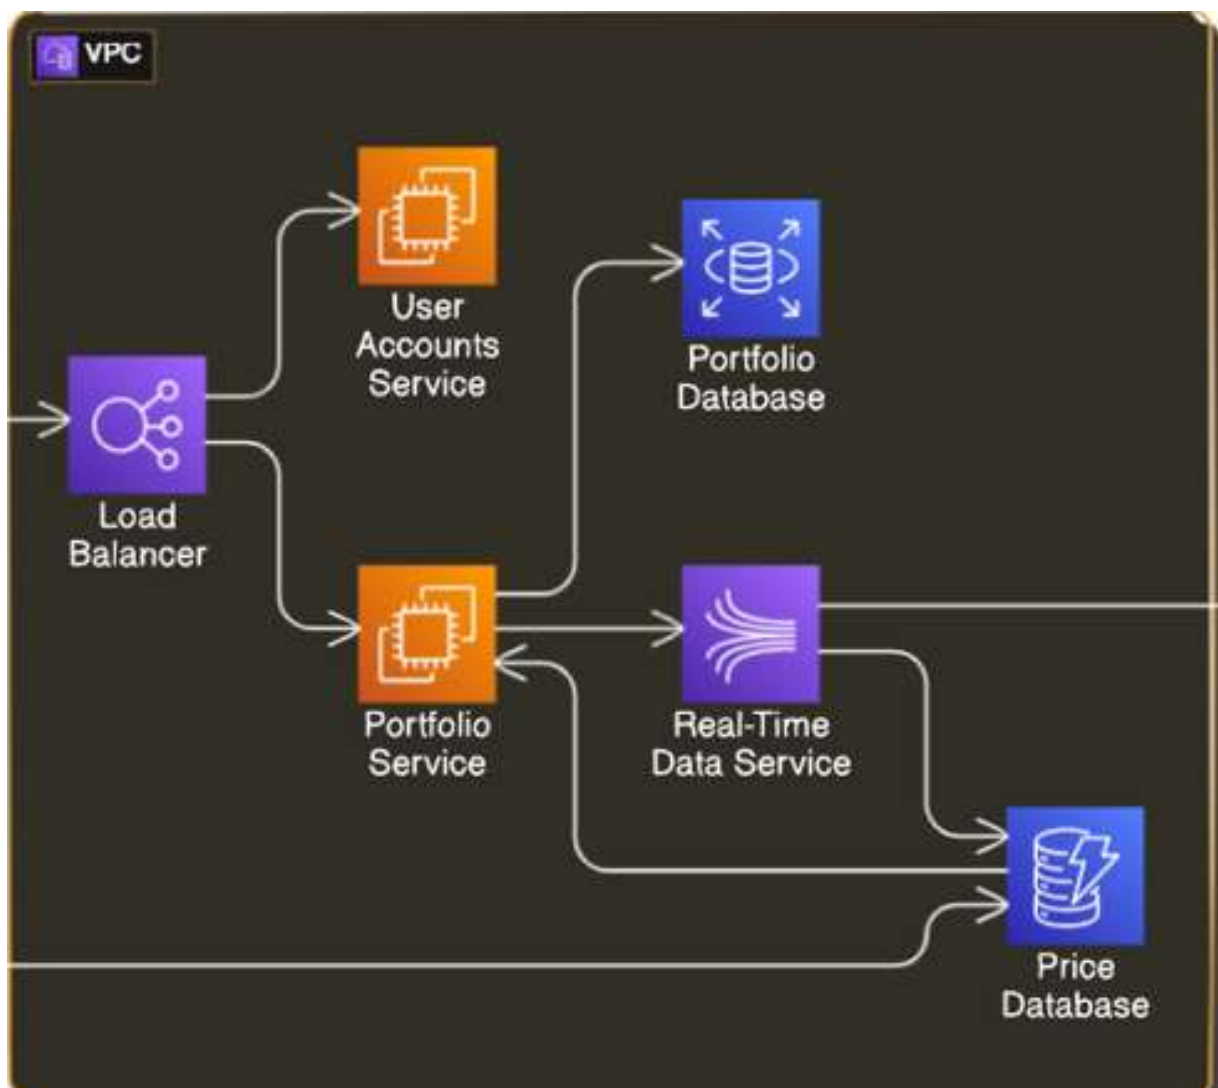 VPC
User
Accounts
Service
Portfolio
Database
Load
Balancer
Portfolio
Service
Real-Time
Data Service
Price
Database